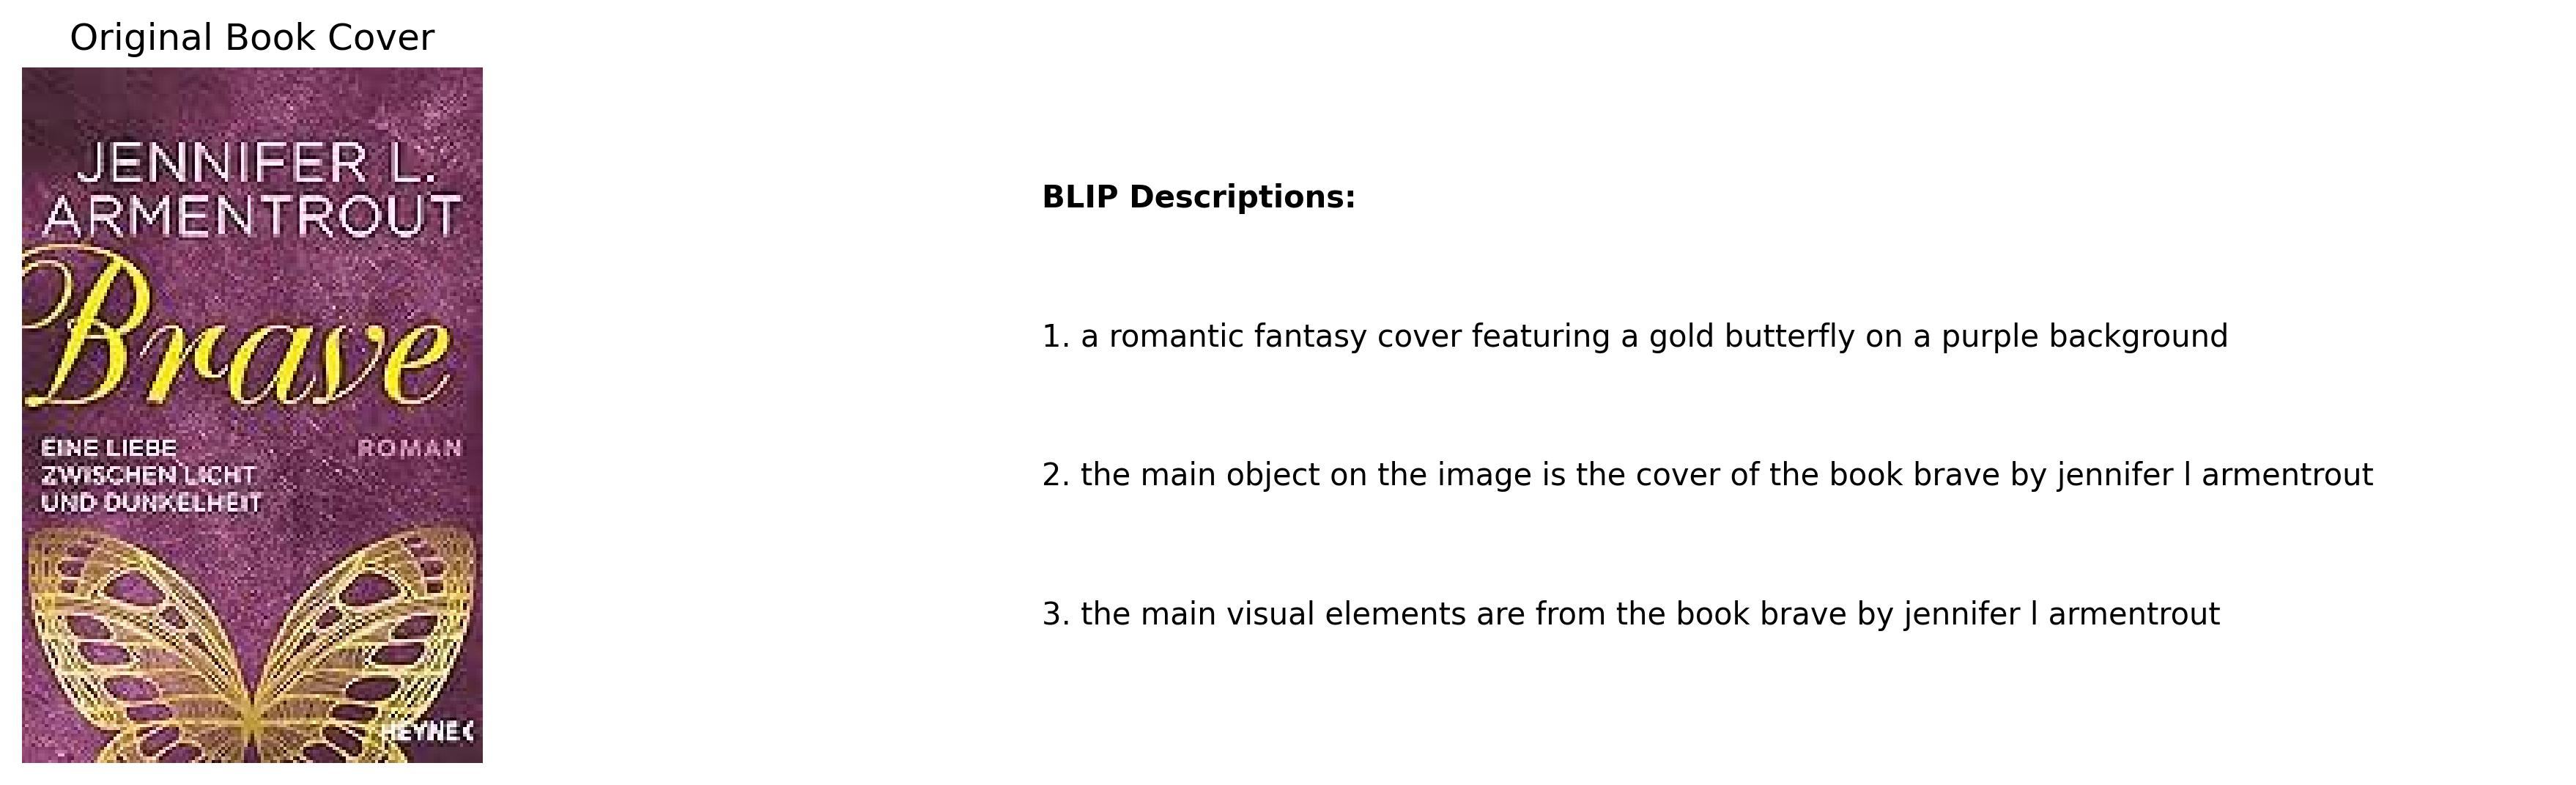 Original Book Cover
JENNIFER L.
ARMENTROUT
Brave
EINE LIEBE
ZWISCHEN LICHT
UND DUNKELHEIT
ROMAN
HEYNE<
BLIP Descriptions:
1. a romantic fantasy cover featuring a gold butterfly on a purple background
2. the main object on the image is the cover of the book brave by jennifer l armentrout
3. the main visual elements are from the book brave by jennifer l armentrout